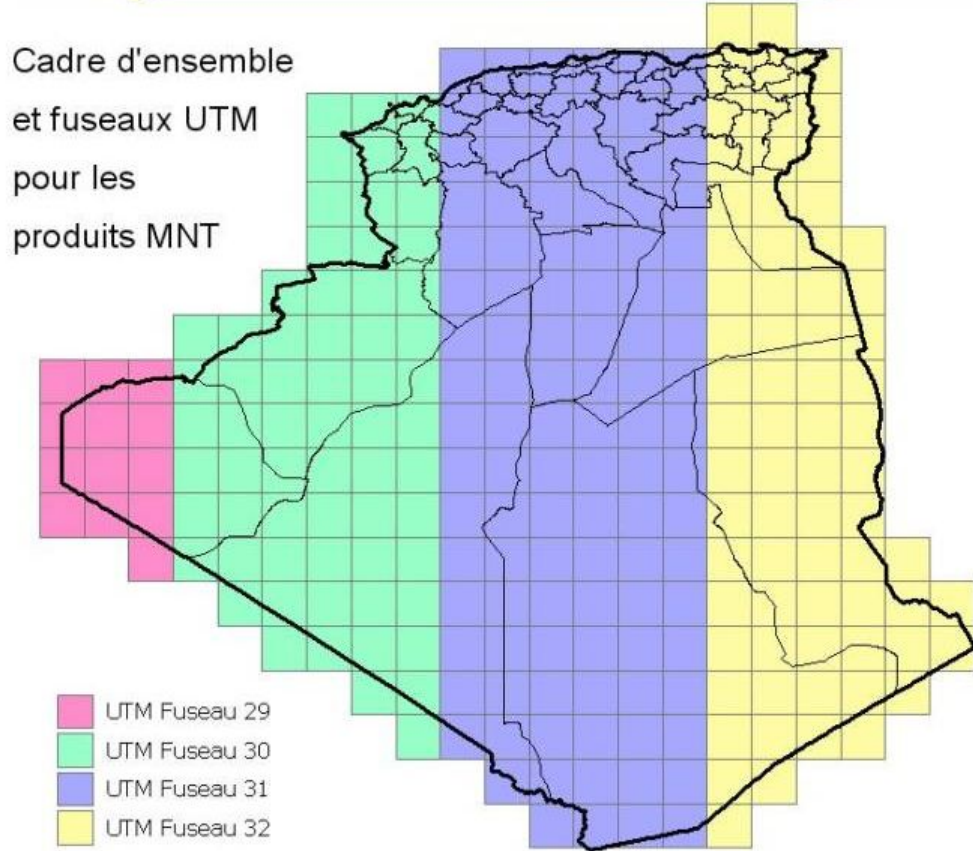 Cadre d'ensemble
et fuseaux UTM
pour les
produits MNT
UTM Fuseau 29
UTM Fuseau 30
UTM Fuseau 31
UTM Fuseau 32